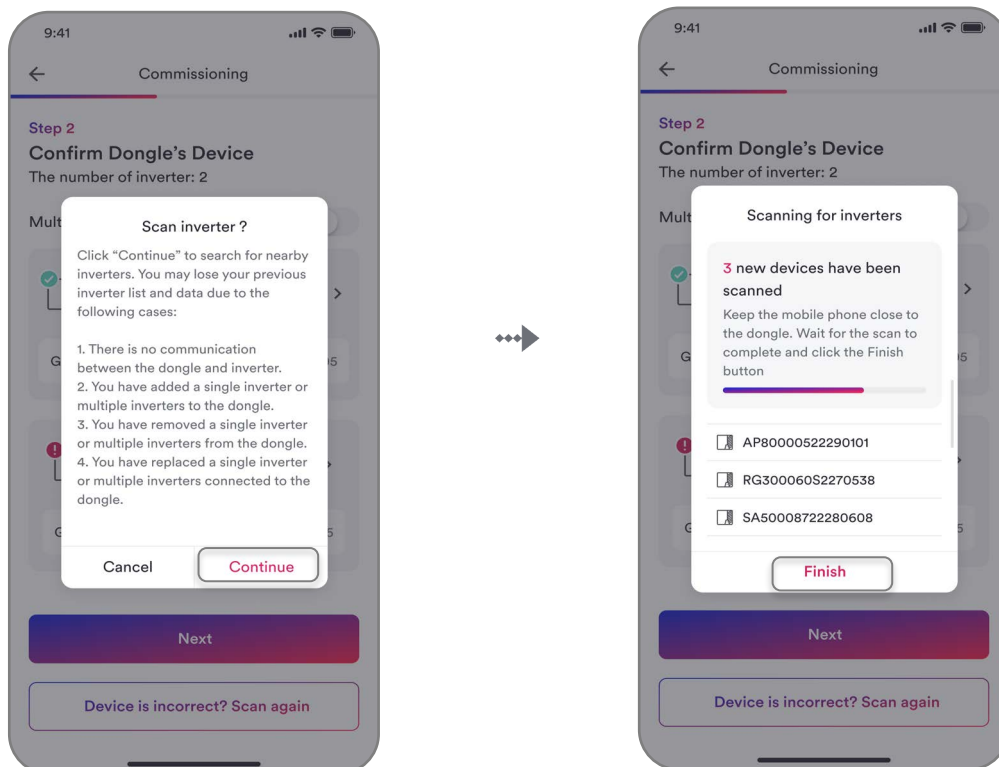 9:41
Commissioning
Step 2
Confirm Dongle's Device
The number of inverter: 2
Mult
Scan inverter ?
Click “Continue” to search for nearby
inverters. You may lose your previous
inverter list and data due to the
following cases:
1. There is no communication
between the dongle and inverter.
2. You have added a single inverter or
multiple inverters to the dongle.
3. You have removed a single inverter
or multiple inverters from the dongle.
4. You have replaced a single inverter
or multiple inverters connected to the
dongle.
G
5
G
5
Cancel
Continue
Next
Device is incorrect? Scan again
9:41
Commissioning
Step 2
Confirm Dongle's Device
The number of inverter: 2
Mult
Scanning for inverters
3 new devices have been
scanned
Keep the mobile phone close to
the dongle. Wait for the scan to
complete and click the Finish
button
G
5
AP80000522290101
RG300060S2270538
SA50008722280608
G
5
Finish
Next
Device is incorrect? Scan again